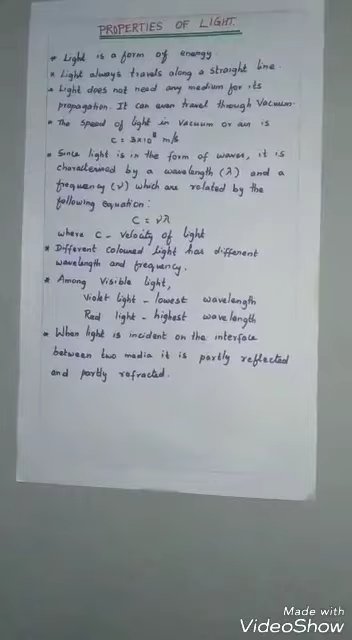 PROPERTIES OF LIGHT.
* Light is a form of energy
* Light always travels along a straight line.
* Light does not need any medium for its
propagation. It can even travel through vacuum.
* The speed of light in vacuum or air is
C = 3×10⁸ m/s
* Since light is in the form of waves, it is
characterised by a wavelength (λ) and a
frequency (ν) which are related by the
following equation:
C = νλ
where C - Velocity of light
* Different coloured light has different
wavelength and frequency.
* Among visible light,
Violet light - lowest wavelength
Red light - highest wavelength
* When light is incident on the interface
between two media it is partly reflected
and partly refracted.
Made with
VideoShow